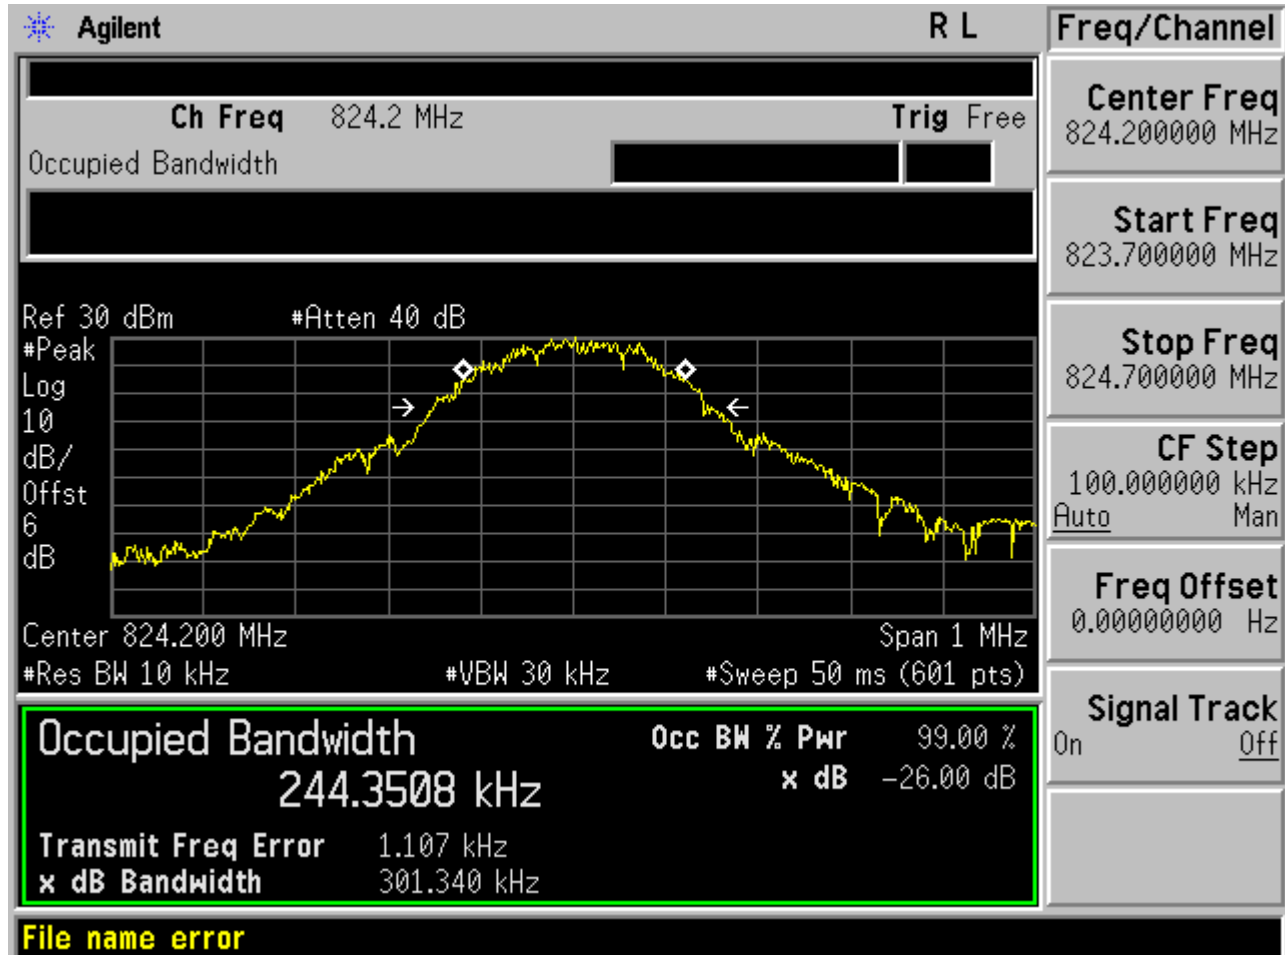 Agilent
R L
Freq/Channel
Ch Freq 824.2 MHz
Trig Free
Occupied Bandwidth
Center Freq
824.200000 MHz
Start Freq
823.700000 MHz
Stop Freq
824.700000 MHz
CF Step
100.000000 kHz
Auto Man
Freq Offset
0.00000000 Hz
Signal Track
On Off
Ref 30 dBm
#Atten 40 dB
#Peak
Log
10
dB/
Offst
6
dB
Center 824.200 MHz
Span 1 MHz
#Res BW 10 kHz
#VBW 30 kHz
#Sweep 50 ms (601 pts)
Occupied Bandwidth
244.3508 kHz
Occ BW % Pwr 99.00 %
x dB -26.00 dB
Transmit Freq Error 1.107 kHz
x dB Bandwidth 301.340 kHz
File name error